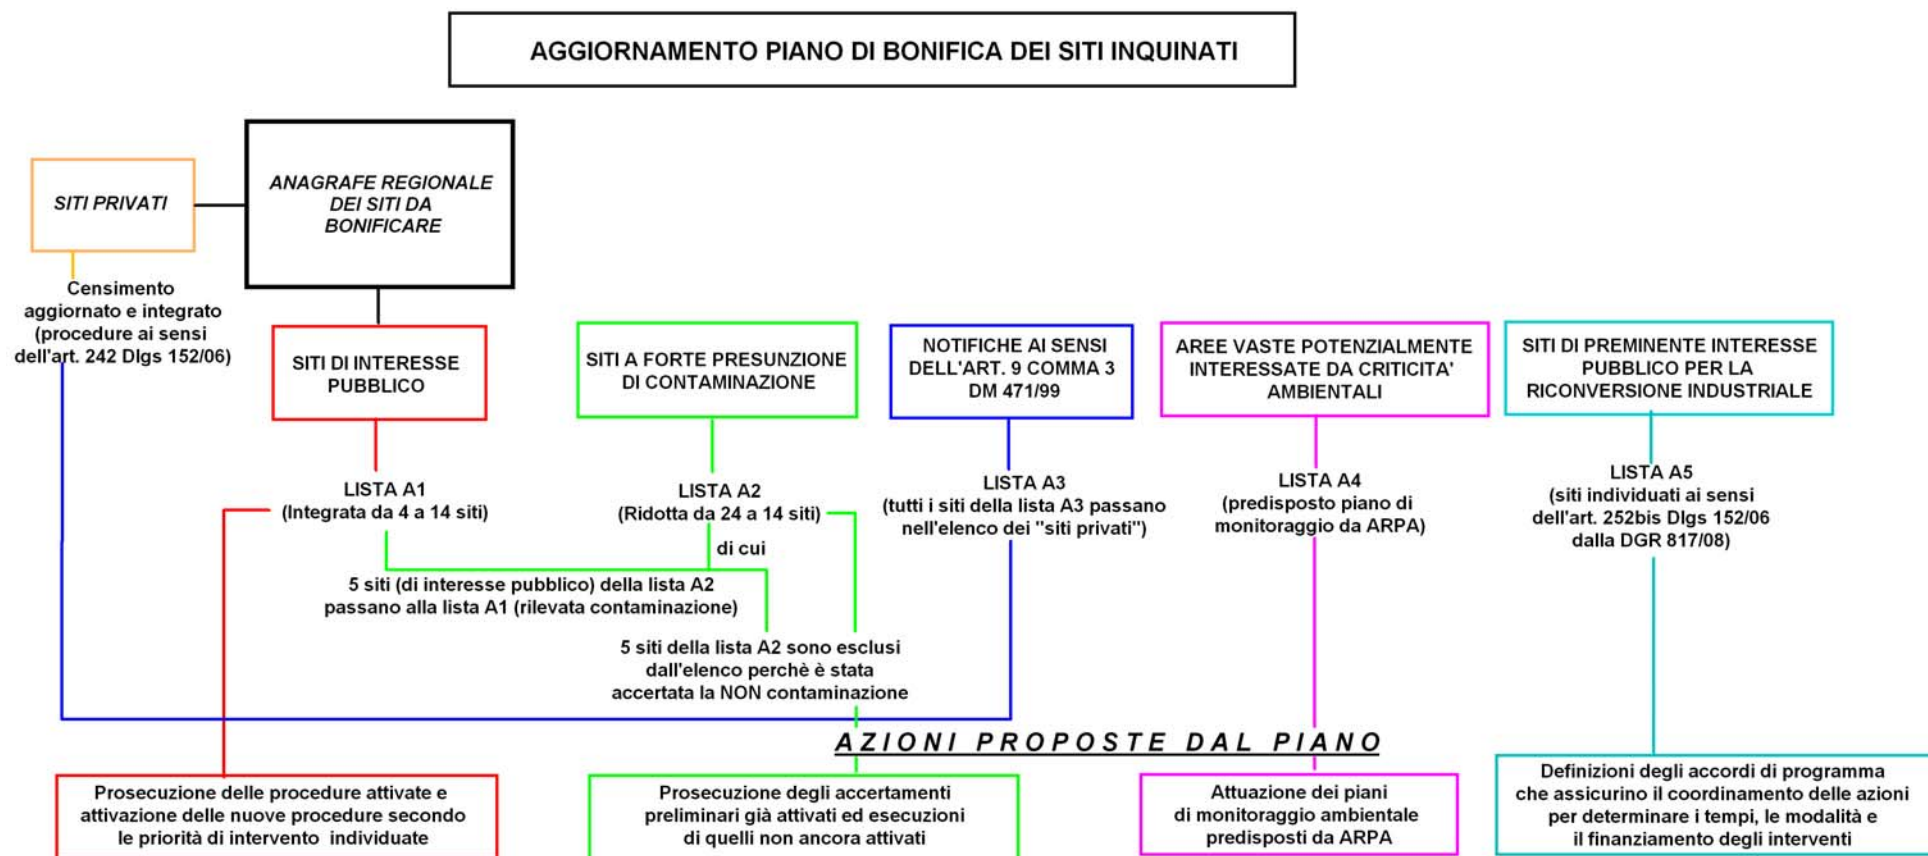 AGGIORNAMENTO PIANO DI BONIFICA DEI SITI INQUINATI
SITI PRIVATI
ANAGRAFE REGIONALE
DEI SITI DA
BONIFICARE
Censimento
aggiornato e integrato
(procedure ai sensi
dell'art. 242 Dlgs 152/06)
SITI DI INTERESSE
PUBBLICO
SITI A FORTE PRESUNZIONE
DI CONTAMINAZIONE
NOTIFICHE AI SENSI
DELL'ART. 9 COMMA 3
DM 471/99
AREE VASTE POTENZIALMENTE
INTERESSATE DA CRITICITA'
AMBIENTALI
SITI DI PREMINENTE INTERESSE
PUBBLICO PER LA
RICONVERSIONE INDUSTRIALE
LISTA A1
(Integrata da 4 a 14 siti)
LISTA A2
(Ridotta da 24 a 14 siti)
di cui
LISTA A3
(tutti i siti della lista A3 passano
nell'elenco dei "siti privati")
LISTA A4
(predisposto piano di
monitoraggio da ARPA)
LISTA A5
(siti individuati ai sensi
dell'art. 252bis Dlgs 152/06
dalla DGR 817/08)
5 siti (di interesse pubblico) della lista A2
passano alla lista A1 (rilevata contaminazione)
5 siti della lista A2 sono esclusi
dall'elenco perchè è stata
accertata la NON contaminazione
AZIONI PROPOSTE DAL PIANO
Prosecuzione delle procedure attivate e
attivazione delle nuove procedure secondo
le priorità di intervento individuate
Prosecuzione degli accertamenti
preliminari già attivati ed esecuzioni
di quelli non ancora attivati
Attuazione dei piani
di monitoraggio ambientale
predisposti da ARPA
Definizioni degli accordi di programma
che assicurino il coordinamento delle azioni
per determinare i tempi, le modalità e
il finanziamento degli interventi